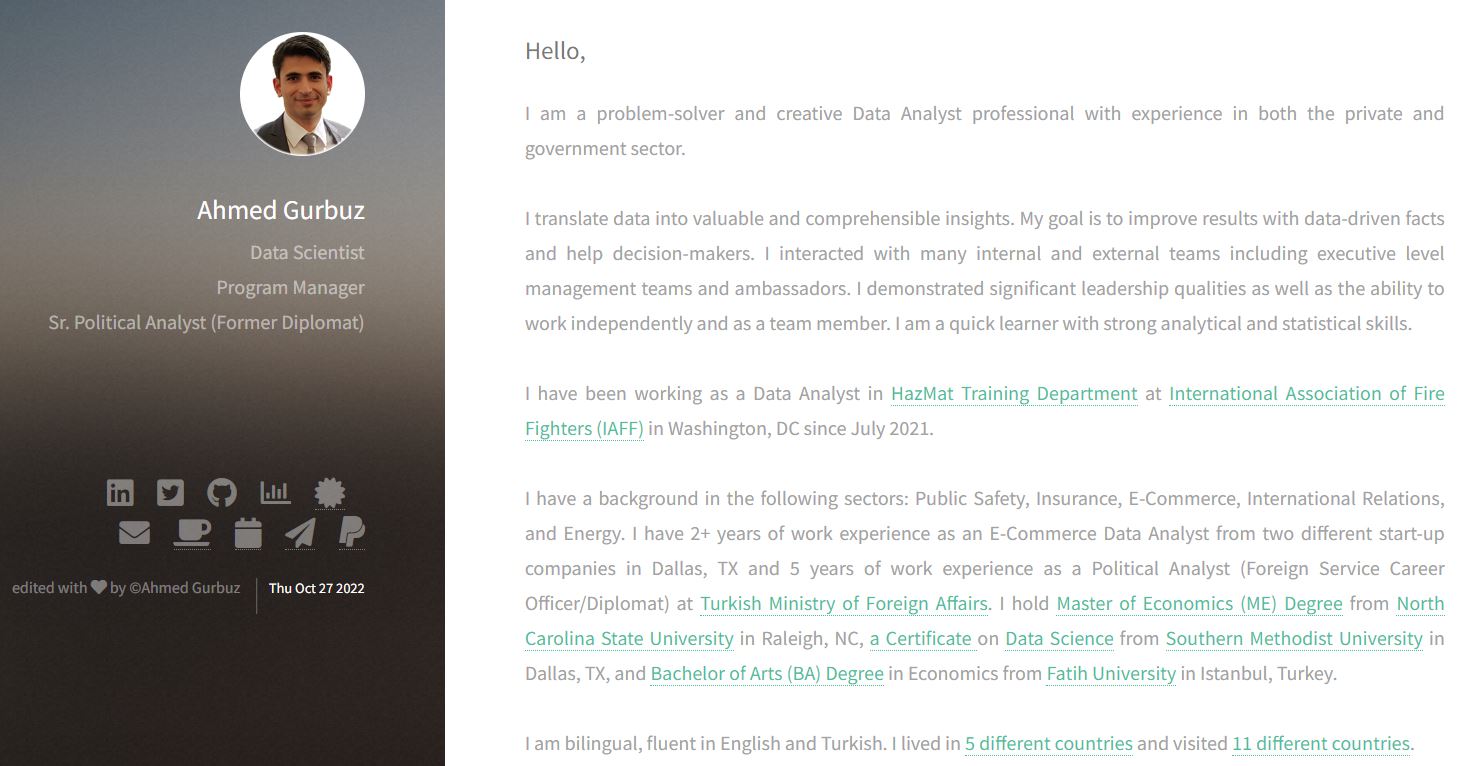 Ahmed Gurbuz
Data Scientist
Program Manager
Sr. Political Analyst (Former Diplomat)
edited with by ©Ahmed Gurbuz
Thu Oct 27 2022
Hello,
I am a problem-solver and creative Data Analyst professional with experience in both the private and
government sector.
I translate data into valuable and comprehensible insights. My goal is to improve results with data-driven facts
and help decision-makers. I interacted with many internal and external teams including executive level
management teams and ambassadors. I demonstrated significant leadership qualities as well as the ability to
work independently and as a team member. I am a quick learner with strong analytical and statistical skills.
I have been working as a Data Analyst in HazMat Training Department at International Association of Fire
Fighters (IAFF) in Washington, DC since July 2021.
I have a background in the following sectors: Public Safety, Insurance, E-Commerce, International Relations,
and Energy. I have 2+ years of work experience as an E-Commerce Data Analyst from two different start-up
companies in Dallas, TX and 5 years of work experience as a Political Analyst (Foreign Service Career
Officer/Diplomat) at Turkish Ministry of Foreign Affairs. I hold Master of Economics (ME) Degree from North
Carolina State University in Raleigh, NC, a Certificate on Data Science from Southern Methodist University in
Dallas, TX, and Bachelor of Arts (BA) Degree in Economics from Fatih University in Istanbul, Turkey.
I am bilingual, fluent in English and Turkish. I lived in 5 different countries and visited 11 different countries.